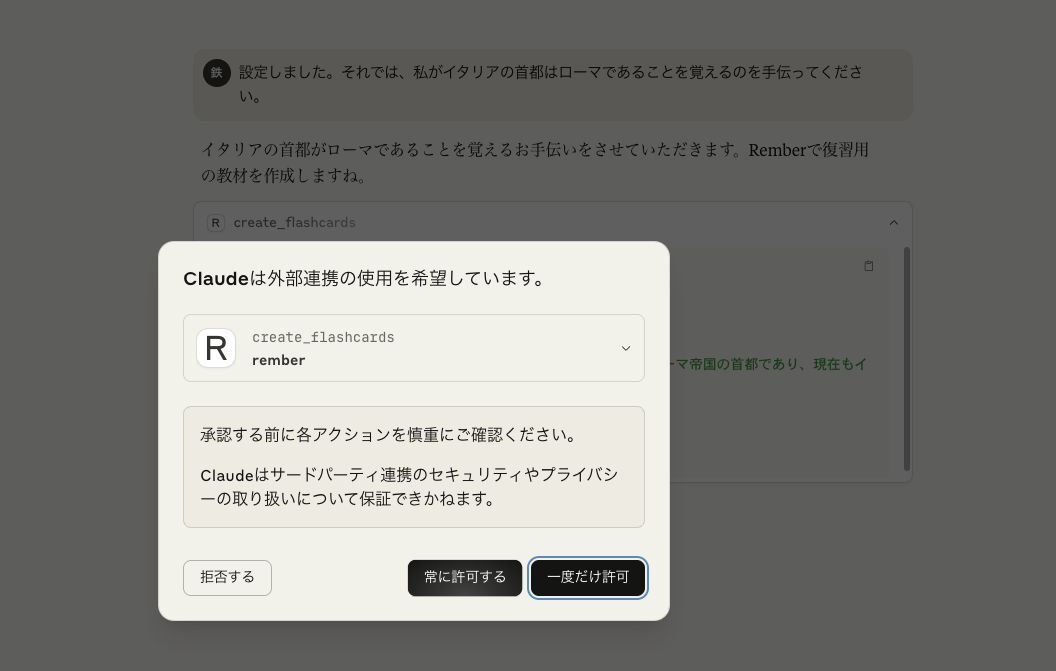 鉄
設定しました。それでは、私がイタリアの首都はローマであることを覚えるのを手伝ってくださ
い。
イタリアの首都がローマであることを覚えるお手伝いをさせていただきます。Remberで復習用
の教材を作成しますね。
R create_flashcards
Claudeは外部連携の使用を希望しています。
R
create_flashcards
rember
ーマ帝国の首都であり、現在もイ
承認する前に各アクションを慎重にご確認ください。
Claudeはサードパーティ連携のセキュリティやプライバシ
ーの取り扱いについて保証できかねます。
拒否する
常に許可する
一度だけ許可